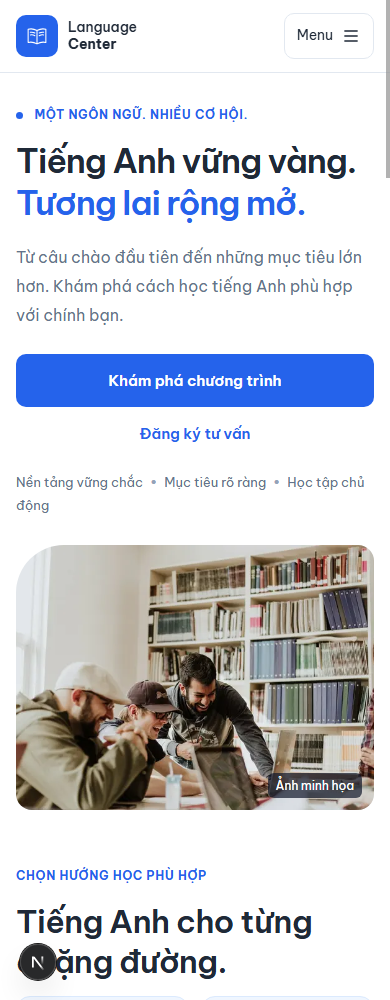 Language
Center
Menu
MỘT NGÔN NGỮ. NHIỀU CƠ HỘI.
Tiếng Anh vững vàng.
Tương lai rộng mở.
Từ câu chào đầu tiên đến những mục tiêu lớn
hơn. Khám phá cách học tiếng Anh phù hợp
với chính bạn.
Khám phá chương trình
Đăng ký tư vấn
Nền tảng vững chắc • Mục tiêu rõ ràng • Học tập chủ
động
Ảnh minh họa
CHỌN HƯỚNG HỌC PHÙ HỢP
Tiếng Anh cho từng
đường.
N